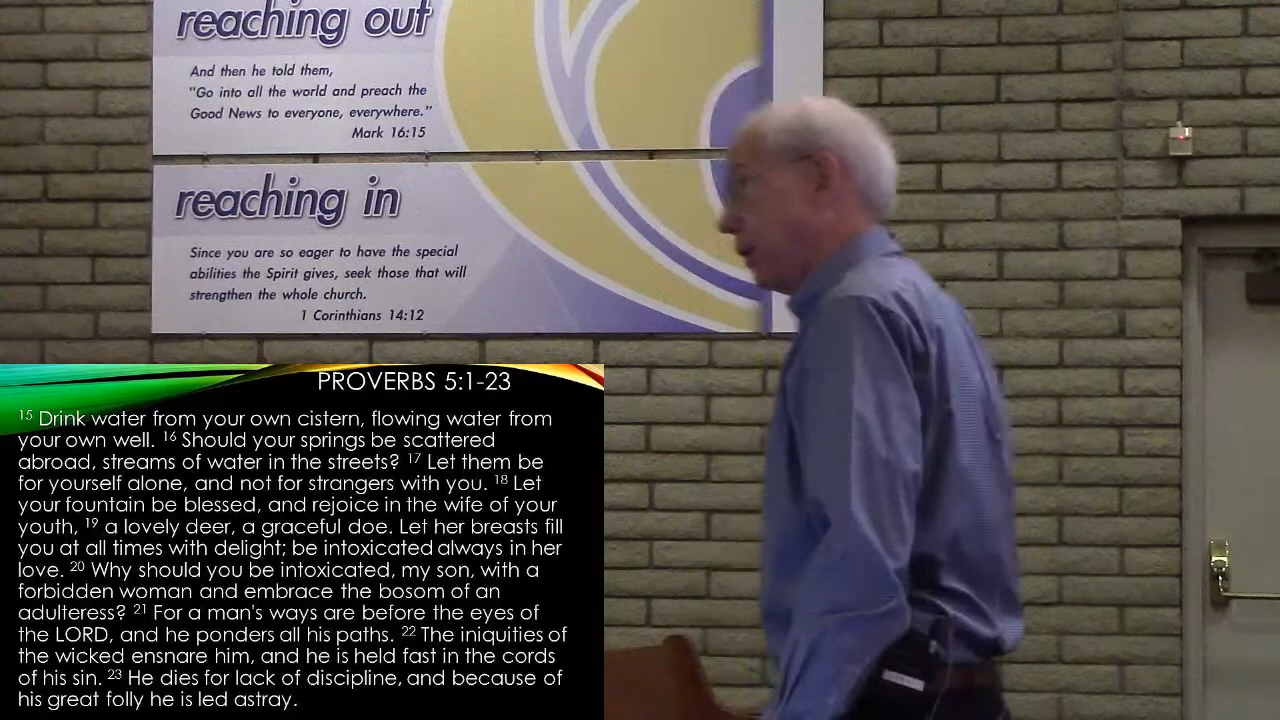 reaching out
And then he told them,
"Go into all the world and preach the
Good News to everyone, everywhere."
Mark 16:15
reaching in
Since you are so eager to have the special
abilities the Spirit gives, seek those that will
strengthen the whole church.
1 Corinthians 14:12
PROVERBS 5:1-23
15 Drink water from your own cistern, flowing water from
your own well. 16 Should your springs be scattered
abroad, streams of water in the streets? 17 Let them be
for yourself alone, and not for strangers with you. 18 Let
your fountain be blessed, and rejoice in the wife of your
youth, 19 a lovely deer, a graceful doe. Let her breasts fill
you at all times with delight; be intoxicated always in her
love. 20 Why should you be intoxicated, my son, with a
forbidden woman and embrace the bosom of an
adulteress? 21 For a man's ways are before the eyes of
the LORD, and he ponders all his paths. 22 The iniquities of
the wicked ensnare him, and he is held fast in the cords
of his sin. 23 He dies for lack of discipline, and because of
his great folly he is led astray.